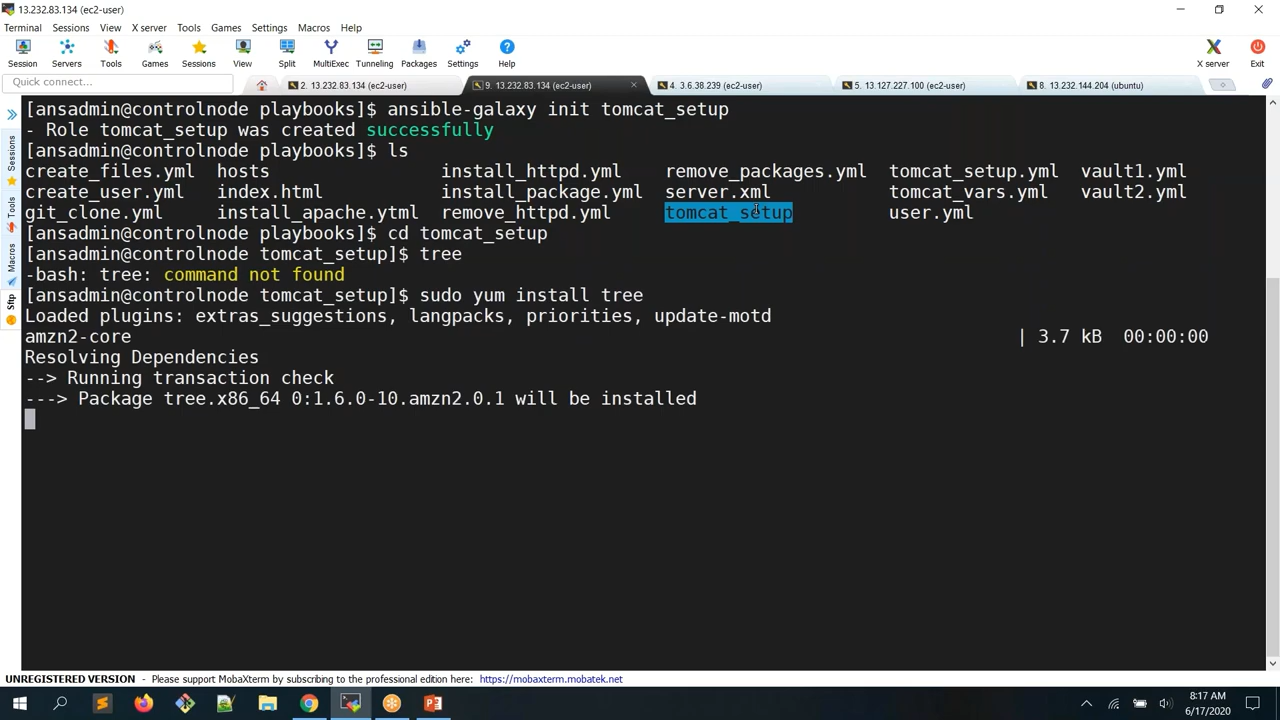 13.232.83.134 (ec2-user)
Terminal Sessions View X server Tools Games Settings Macros Help
Session Servers Tools Games Sessions View Split MultiExec Tunneling Packages Settings Help X server Exit
Quick connect... 2. 13.232.83.134 (ec2-user) 9. 13.232.83.134 (ec2-user) 4. 3.6.38.239 (ec2-user) 5. 13.127.227.100 (ec2-user) 8. 13.232.144.204 (ubuntu)
Sessions
Tools
Macros
Sftp
[ansadmin@controlnode playbooks]$ ansible-galaxy init tomcat_setup
- Role tomcat_setup was created successfully
[ansadmin@controlnode playbooks]$ ls
create_files.yml hosts install_httpd.yml remove_packages.yml tomcat_setup.yml vault1.yml
create_user.yml index.html install_package.yml server.xml tomcat_vars.yml vault2.yml
git_clone.yml install_apache.ytml remove_httpd.yml tomcat_setup user.yml
[ansadmin@controlnode playbooks]$ cd tomcat_setup
[ansadmin@controlnode tomcat_setup]$ tree
-bash: tree: command not found
[ansadmin@controlnode tomcat_setup]$ sudo yum install tree
Loaded plugins: extras_suggestions, langpacks, priorities, update-motd
amzn2-core | 3.7 kB 00:00:00
Resolving Dependencies
--> Running transaction check
---> Package tree.x86_64 0:1.6.0-10.amzn2.0.1 will be installed
UNREGISTERED VERSION - Please support MobaXterm by subscribing to the professional edition here: https://mobaxterm.mobatek.net
8:17 AM
6/17/2020